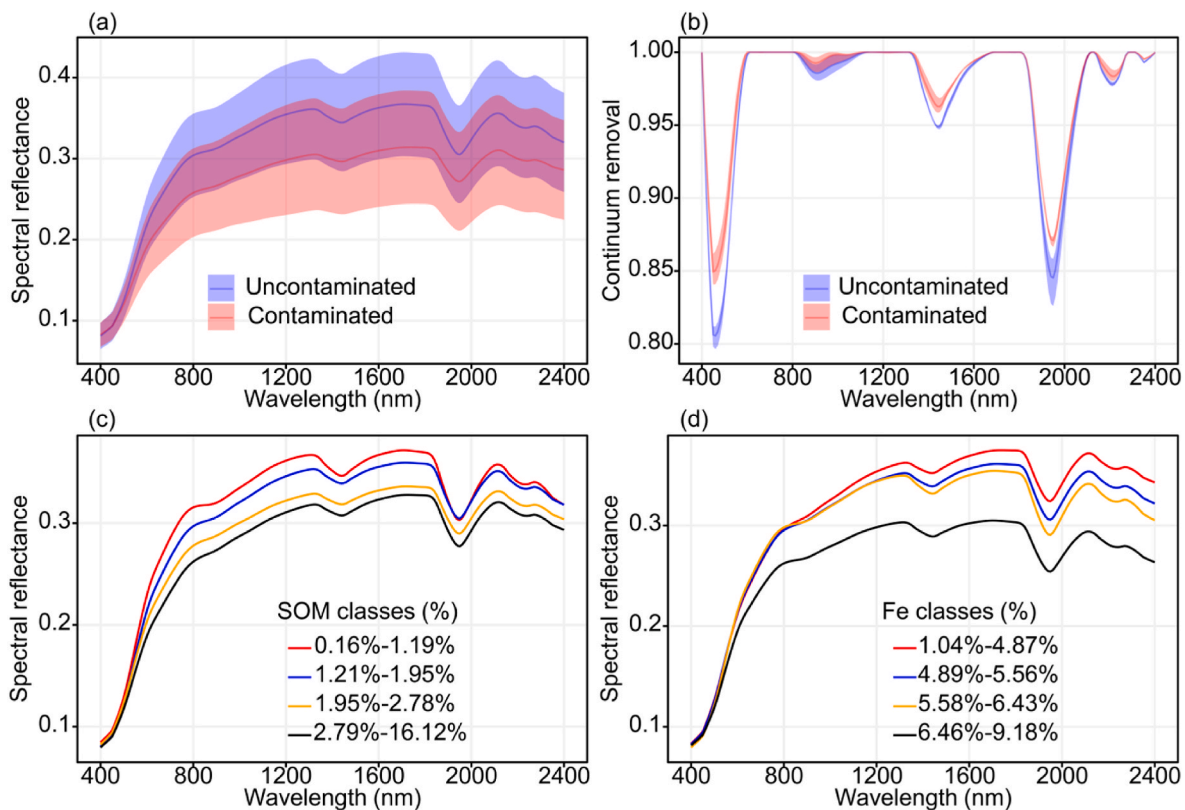 (a)
Spectral reflectance
0.4
0.3
0.2
0.1
Uncontaminated
Contaminated
400 800 1200 1600 2000 2400
Wavelength (nm)
(b)
Continuum removal
1.00
0.95
0.90
0.85
0.80
Uncontaminated
Contaminated
400 800 1200 1600 2000 2400
Wavelength (nm)
(c)
Spectral reflectance
0.3
0.2
0.1
SOM classes (%)
0.16%-1.19%
1.21%-1.95%
1.95%-2.78%
2.79%-16.12%
400 800 1200 1600 2000 2400
Wavelength (nm)
(d)
Spectral reflectance
0.3
0.2
0.1
Fe classes (%)
1.04%-4.87%
4.89%-5.56%
5.58%-6.43%
6.46%-9.18%
400 800 1200 1600 2000 2400
Wavelength (nm)